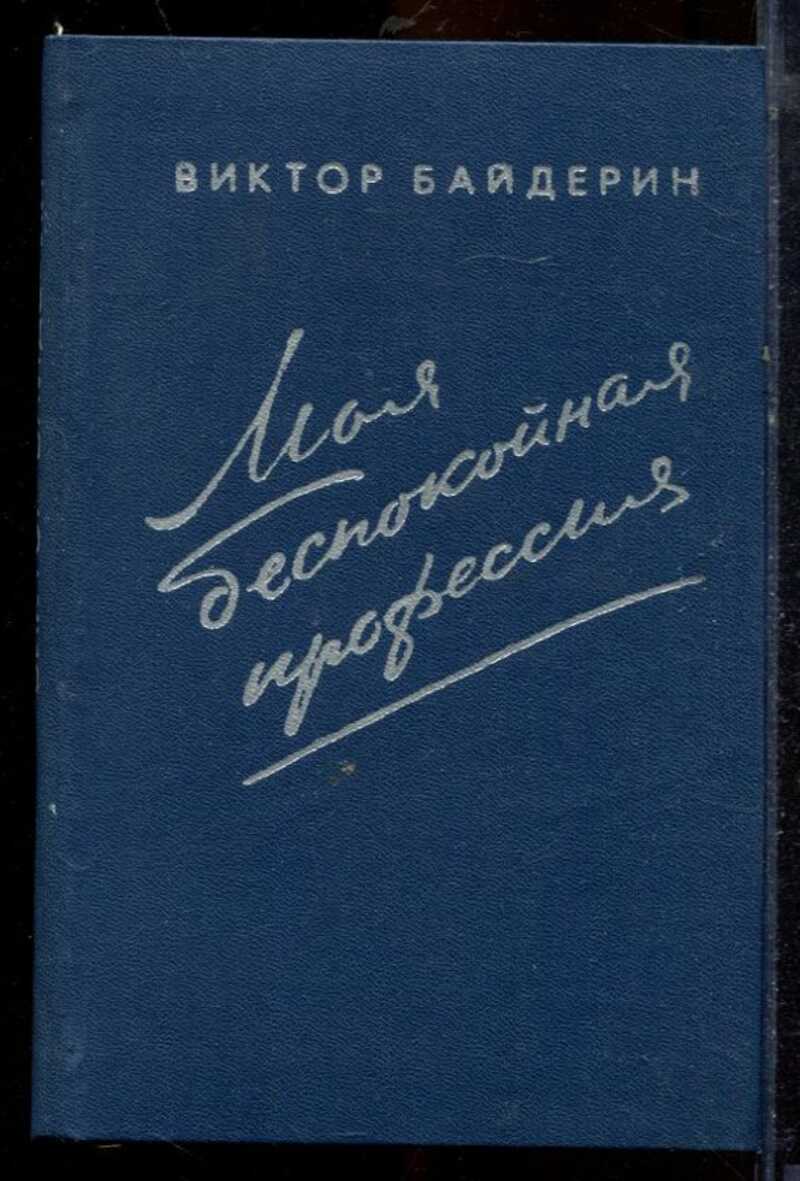 ВИКТОР БАЙДЕРИН
Моя
беспокойная
профессия